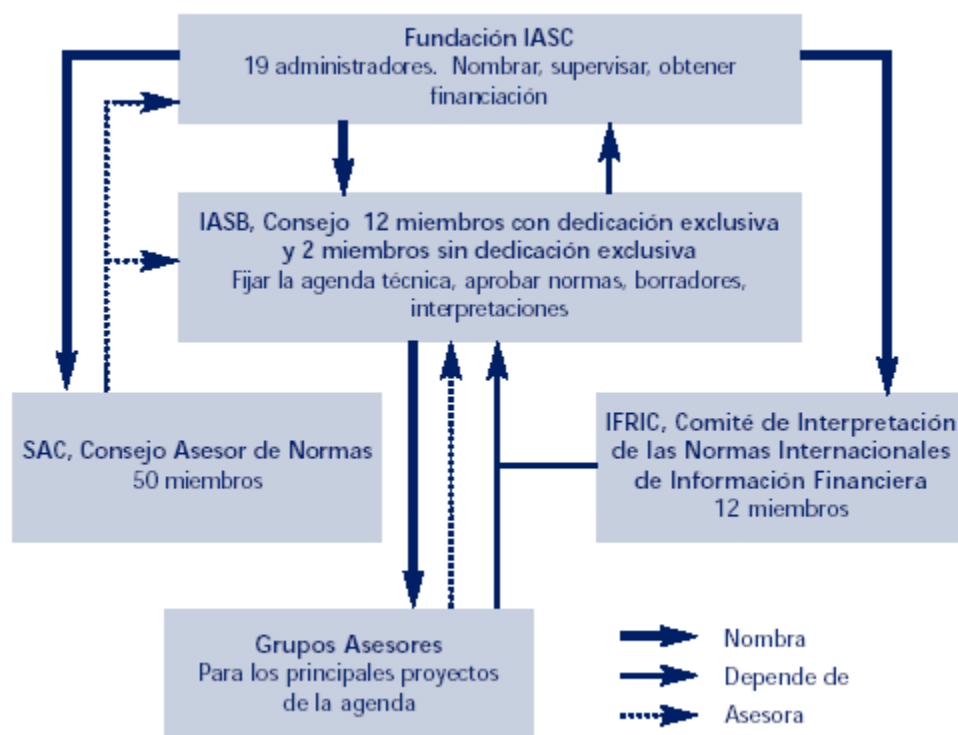 Fundación IASC
19 administradores. Nombrar, supervisar, obtener
financiación
IASB, Consejo 12 miembros con dedicación exclusiva
y 2 miembros sin dedicación exclusiva
Fijar la agenda técnica, aprobar normas, borradores,
interpretaciones
SAC, Consejo Asesor de Normas
50 miembros
IFRIC, Comité de Interpretación
de las Normas Internacionales
de Información Financiera
12 miembros
Grupos Asesores
Para los principales proyectos
de la agenda
Nombra
Depende de
Asesora